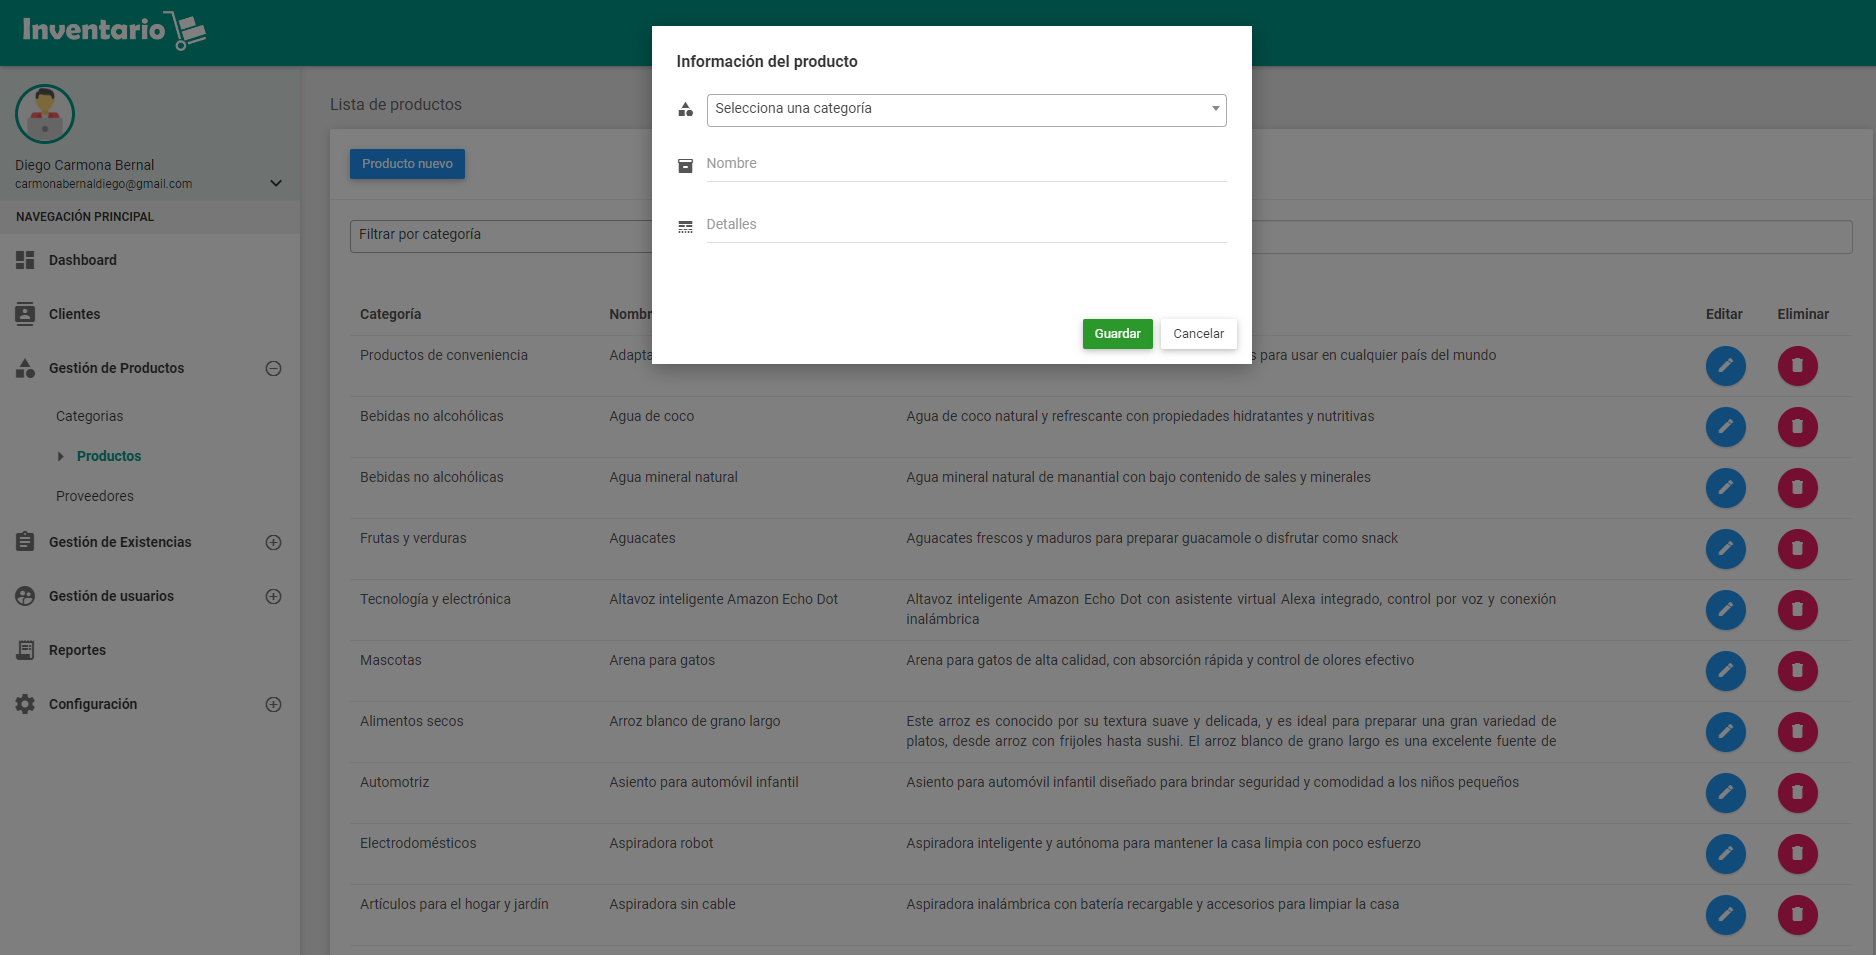 Inventario
Diego Carmona Bernal
carmonabernaldiego@gmail.com
NAVEGACIÓN PRINCIPAL
Dashboard
Clientes
Gestión de Productos
Categorias
Productos
Proveedores
Gestión de Existencias
Gestión de usuarios
Reportes
Configuración
Lista de productos
Producto nuevo
Filtrar por categoría
Información del producto
Selecciona una categoría
Nombre
Detalles
Guardar Cancelar
Categoría Nombr Editar Eliminar
Productos de conveniencia Adapta s para usar en cualquier país del mundo
Bebidas no alcohólicas Agua de coco Agua de coco natural y refrescante con propiedades hidratantes y nutritivas
Bebidas no alcohólicas Agua mineral natural Agua mineral natural de manantial con bajo contenido de sales y minerales
Frutas y verduras Aguacates Aguacates frescos y maduros para preparar guacamole o disfrutar como snack
Tecnología y electrónica Altavoz inteligente Amazon Echo Dot Altavoz inteligente Amazon Echo Dot con asistente virtual Alexa integrado, control por voz y conexión
inalámbrica
Mascotas Arena para gatos Arena para gatos de alta calidad, con absorción rápida y control de olores efectivo
Alimentos secos Arroz blanco de grano largo Este arroz es conocido por su textura suave y delicada, y es ideal para preparar una gran variedad de
platos, desde arroz con frijoles hasta sushi. El arroz blanco de grano largo es una excelente fuente de
Automotriz Asiento para automóvil infantil Asiento para automóvil infantil diseñado para brindar seguridad y comodidad a los niños pequeños
Electrodomésticos Aspiradora robot Aspiradora inteligente y autónoma para mantener la casa limpia con poco esfuerzo
Artículos para el hogar y jardín Aspiradora sin cable Aspiradora inalámbrica con batería recargable y accesorios para limpiar la casa